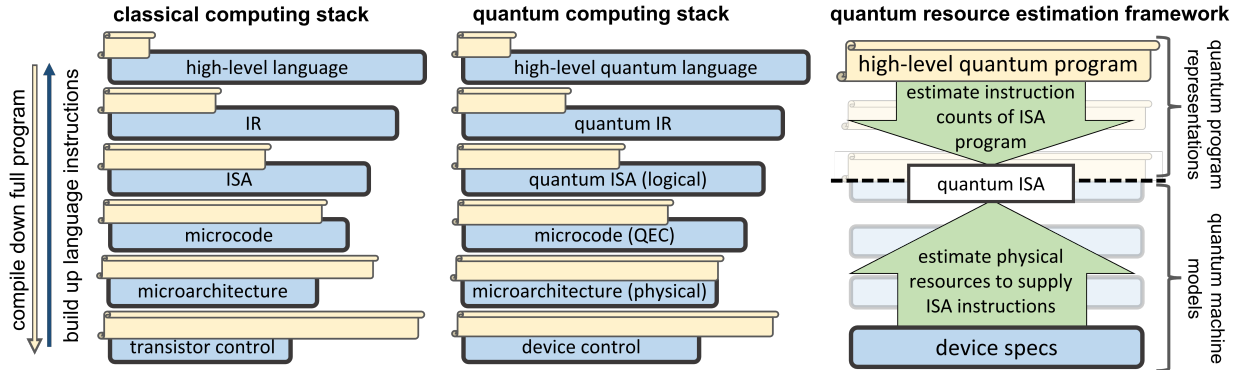 classical computing stack
quantum computing stack
quantum resource estimation framework
compile down full program
build up language instructions
high-level language
IR
ISA
microcode
microarchitecture
transistor control
high-level quantum language
quantum IR
quantum ISA (logical)
microcode (QEC)
microarchitecture (physical)
device control
high-level quantum program
estimate instruction
counts of ISA
program
quantum ISA
estimate physical
resources to supply
ISA instructions
device specs
quantum program
representations
quantum machine
models